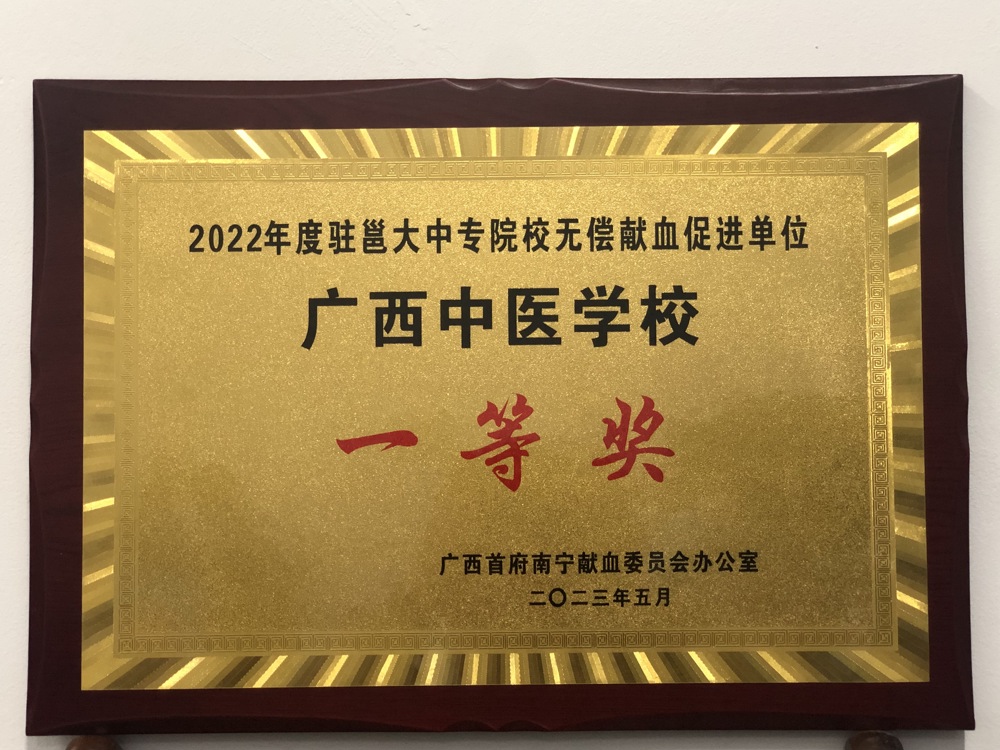 2022年度驻邕大中专院校无偿献血促进单位
广西中医学校
一等奖
广西首府南宁献血委员会办公室
二〇二三年五月